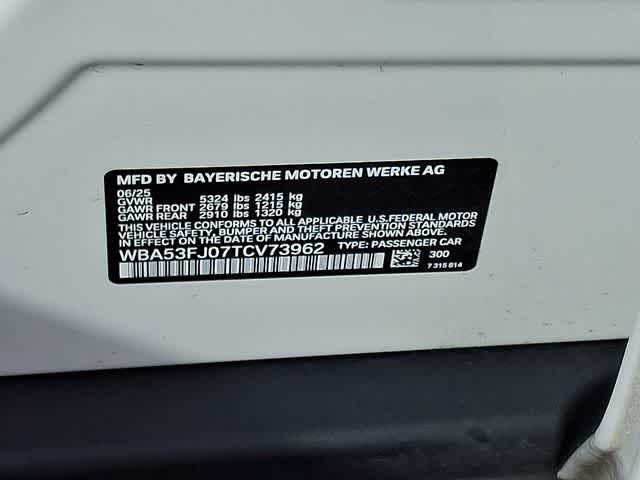 MFD BY BAYERISCHE MOTOREN WERKE AG
06/25
GVWR 5324 lbs 2415 kg
GAWR FRONT 2679 lbs 1215 kg
GAWR REAR 2910 lbs 1320 kg
THIS VEHICLE CONFORMS TO ALL APPLICABLE U.S.FEDERAL MOTOR
VEHICLE SAFETY, BUMPER AND THEFT PREVENTION STANDARDS
IN EFFECT ON THE DATE OF MANUFACTURE SHOWN ABOVE.
WBA53FJ07TCV73962 TYPE: PASSENGER CAR
300
7 315 614